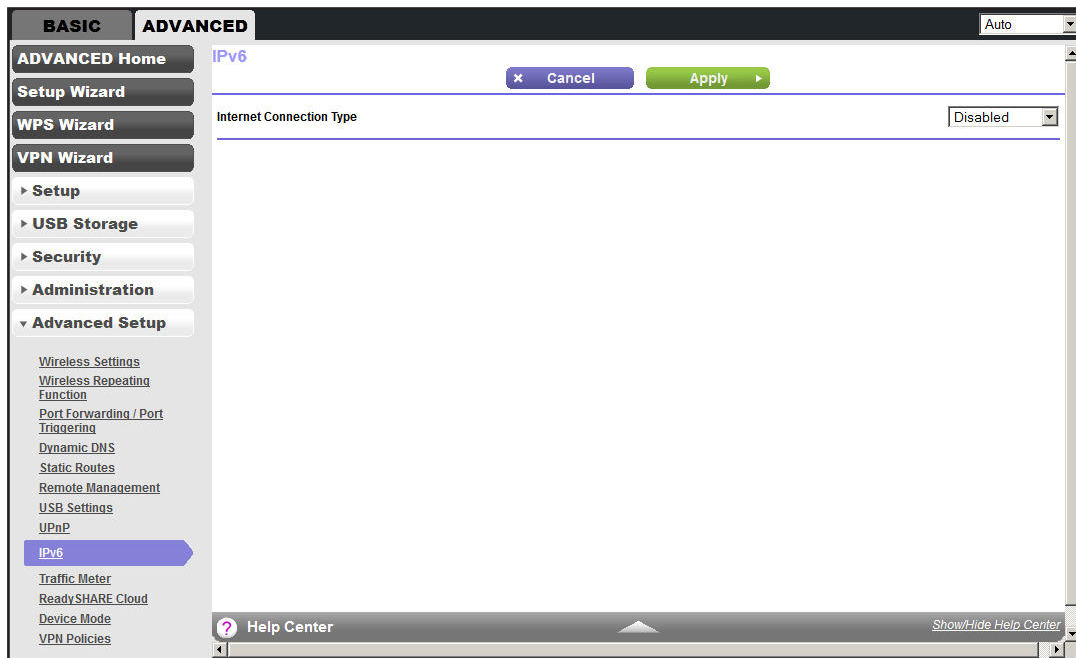 BASIC
ADVANCED
Auto
ADVANCED Home
Setup Wizard
WPS Wizard
VPN Wizard
Setup
USB Storage
Security
Administration
Advanced Setup
Wireless Settings
Wireless Repeating
Function
Port Forwarding / Port
Triggering
Dynamic DNS
Static Routes
Remote Management
USB Settings
UPnP
IPv6
Traffic Meter
ReadySHARE Cloud
Device Mode
VPN Policies
IPv6
Cancel
Apply
Internet Connection Type
Disabled
Help Center
Show/Hide Help Center